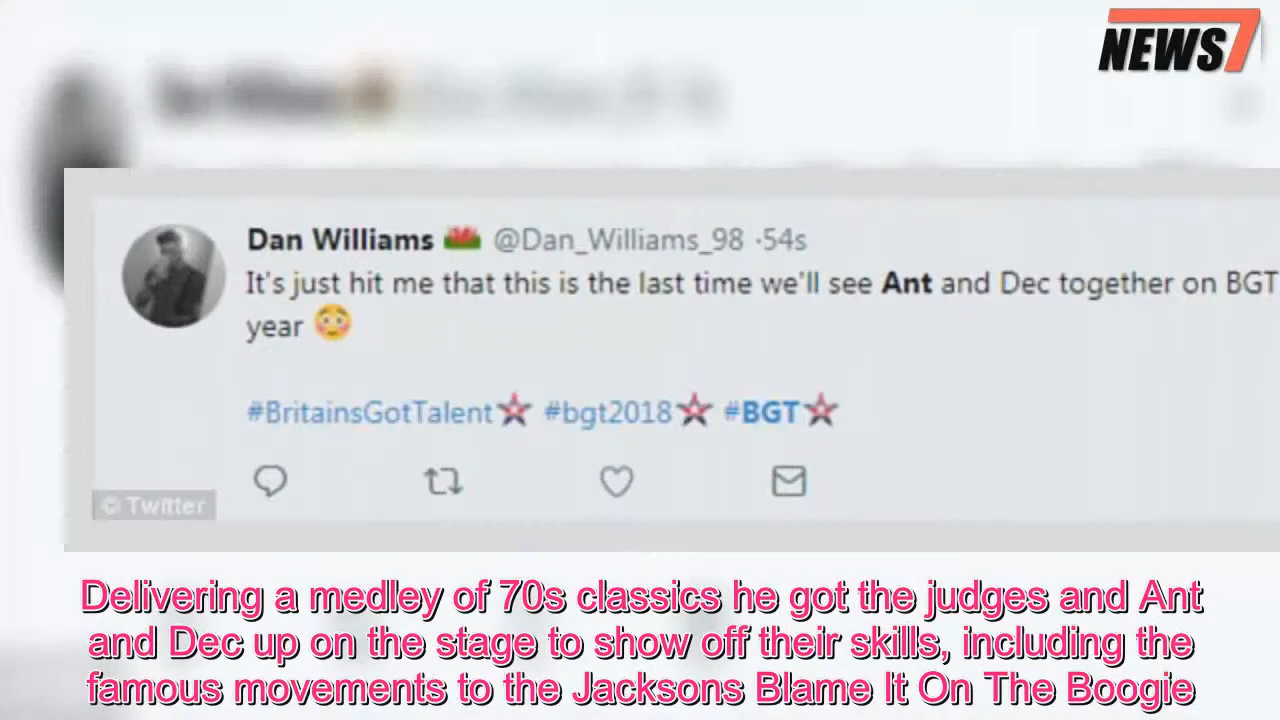 NEWS7
Dan Williams @Dan_Williams_98 ·54s
It's just hit me that this is the last time we'll see Ant and Dec together on BGT
year
#BritainsGotTalent #bgt2018 #BGT
© Twitter
Delivering a medley of 70s classics he got the judges and Ant
and Dec up on the stage to show off their skills, including the
famous movements to the Jacksons Blame It On The Boogie